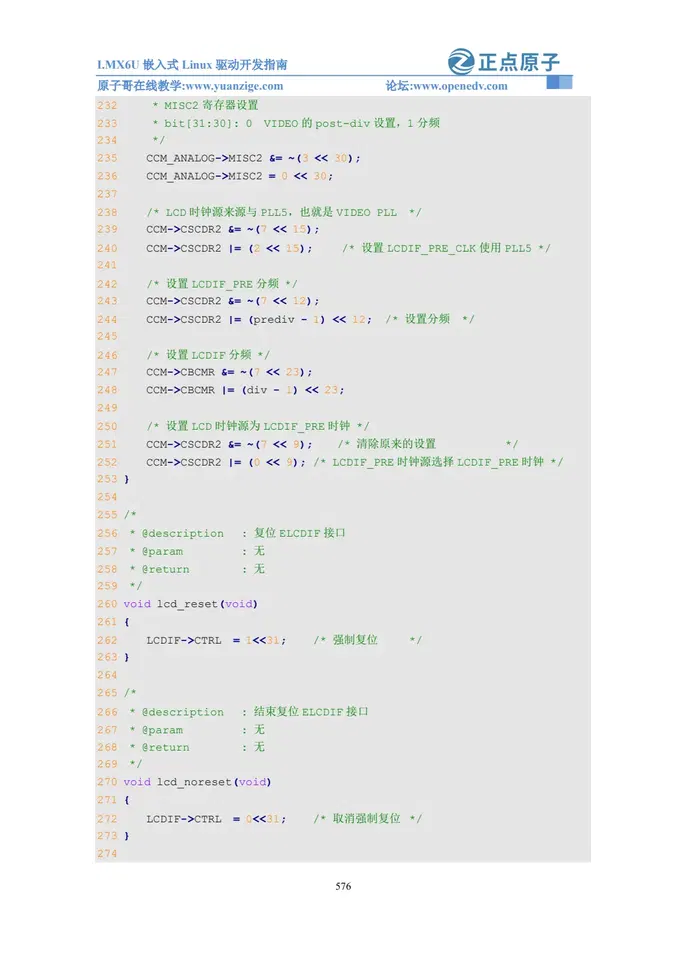 I.MX6U 嵌入式 Linux 驱动开发指南
正点原子
原子哥在线教学:www.yuanzige.com 论坛:www.openedv.com
232 * MISC2 寄存器设置
233 * bit[31:30]: 0 VIDEO 的 post-div 设置，1 分频
234 */
235 CCM_ANALOG->MISC2 &= ~(3 << 30);
236 CCM_ANALOG->MISC2 = 0 << 30;
237
238 /* LCD 时钟源来源与 PLL5，也就是 VIDEO PLL */
239 CCM->CSCDR2 &= ~(7 << 15);
240 CCM->CSCDR2 |= (2 << 15); /* 设置 LCDIF_PRE_CLK 使用 PLL5 */
241
242 /* 设置 LCDIF_PRE 分频 */
243 CCM->CSCDR2 &= ~(7 << 12);
244 CCM->CSCDR2 |= (prediv - 1) << 12; /* 设置分频 */
245
246 /* 设置 LCDIF 分频 */
247 CCM->CBCMR &= ~(7 << 23);
248 CCM->CBCMR |= (div - 1) << 23;
249
250 /* 设置 LCD 时钟源为 LCDIF_PRE 时钟 */
251 CCM->CSCDR2 &= ~(7 << 9); /* 清除原来的设置 */
252 CCM->CSCDR2 |= (0 << 9); /* LCDIF_PRE 时钟源选择 LCDIF_PRE 时钟 */
253 }
254
255 /*
256 * @description : 复位 ELCDIF 接口
257 * @param : 无
258 * @return : 无
259 */
260 void lcd_reset(void)
261 {
262 LCDIF->CTRL = 1<<31; /* 强制复位 */
263 }
264
265 /*
266 * @description : 结束复位 ELCDIF 接口
267 * @param : 无
268 * @return : 无
269 */
270 void lcd_noreset(void)
271 {
272 LCDIF->CTRL = 0<<31; /* 取消强制复位 */
273 }
274
576